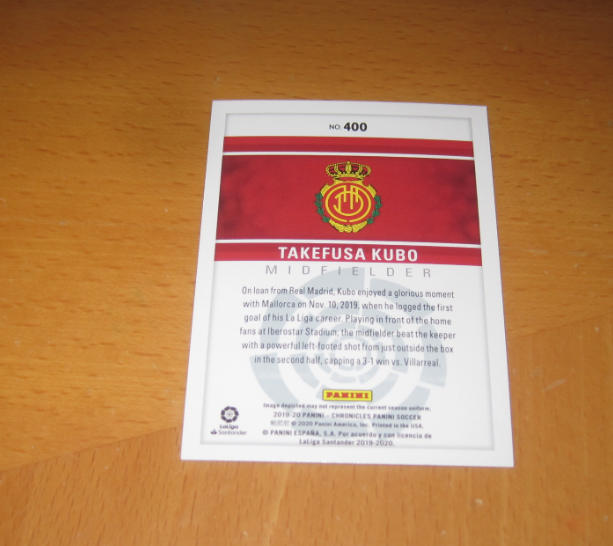 NO. 400
TAKEFUSA KUBO
MIDFIELDER
On loan from Real Madrid, Kubo enjoyed a glorious moment
with Mallorca on Nov. 10, 2019, when he logged the first
goal of his La Liga career. Playing in front of the home
fans at Iberostar Stadium, the midfielder beat the keeper
with a powerful left-footed shot from just outside the box
in the second half, capping a 3-1 win vs. Villarreal.
PANINI
Image depicted may not represent the current season uniform.
2019-20 PANINI - CHRONICLES PANINI SOCCER
© 2020 Panini America, Inc. Printed in the USA.
© PANINI ESPAÑA, S.A. Por acuerdo y con licencia de
LaLiga Santander 2019-2020.
LaLiga
Santander